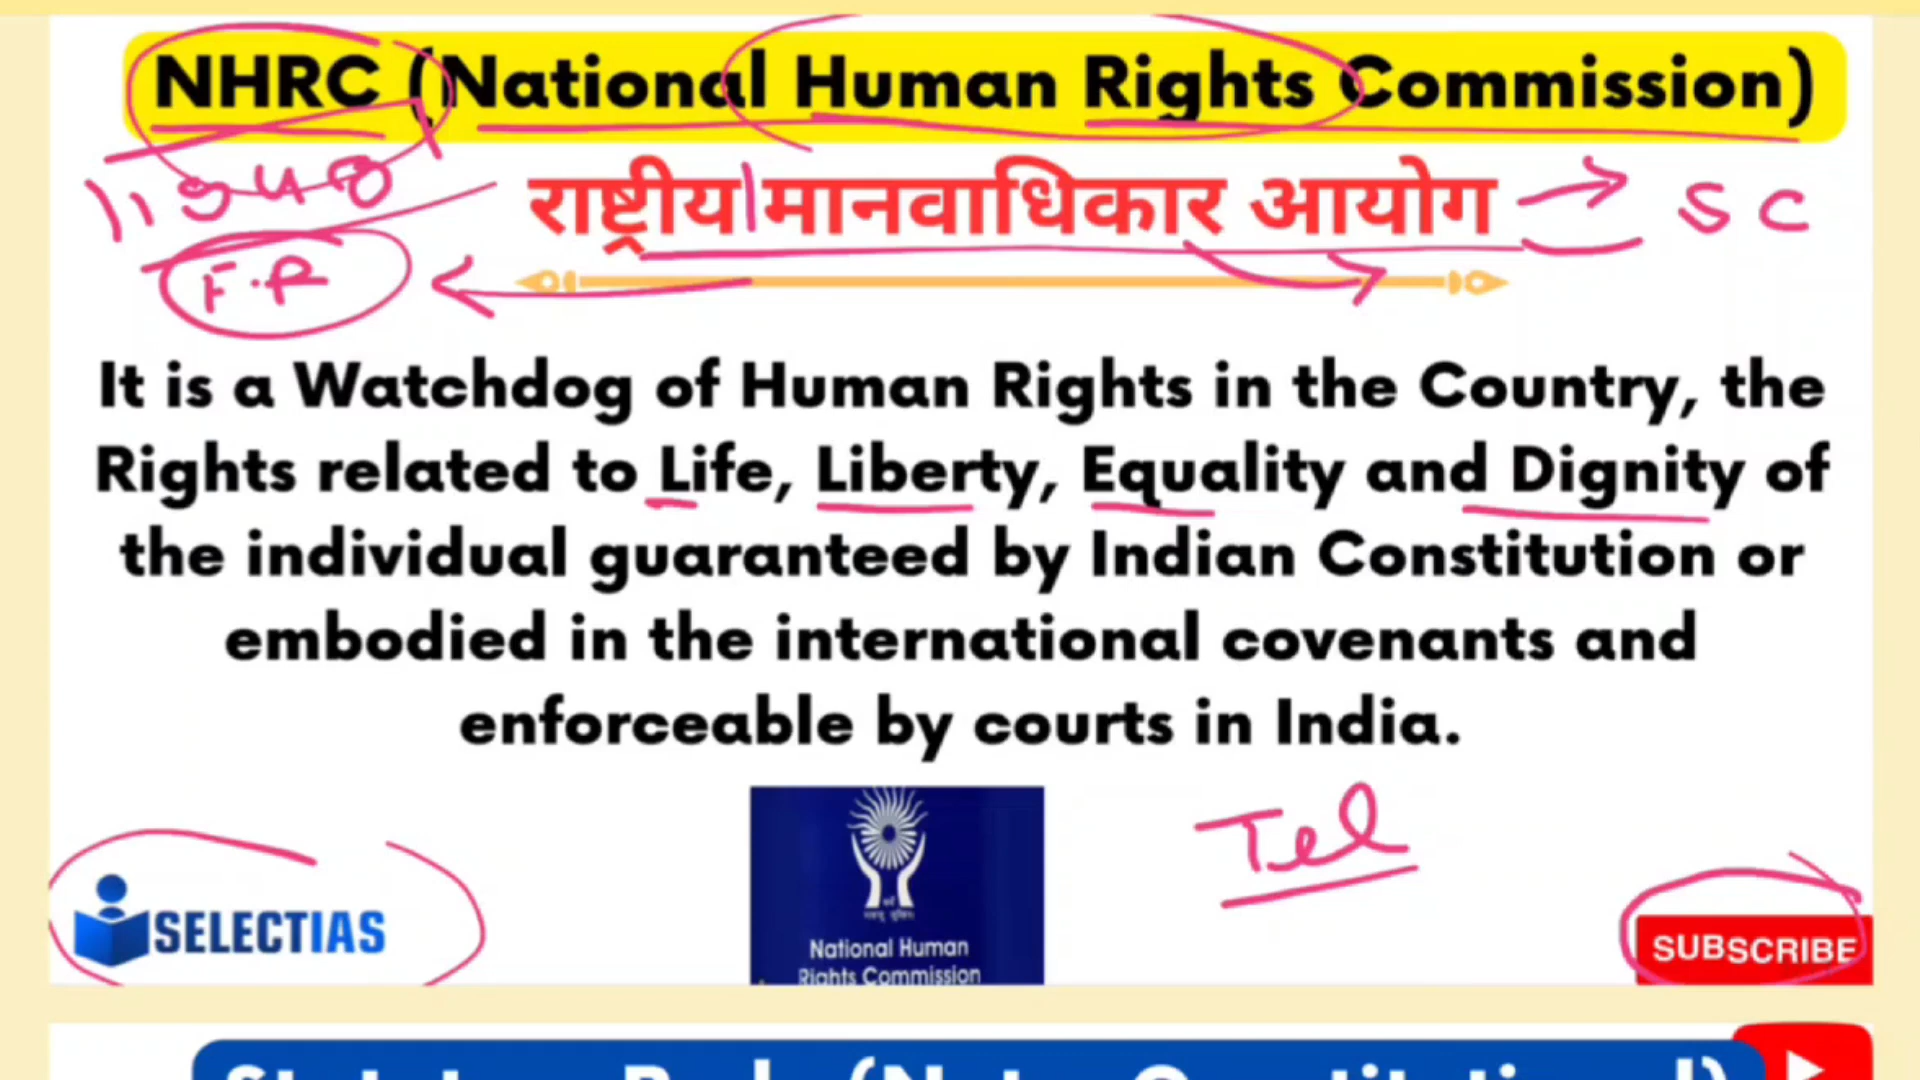 NHRC (National Human Rights Commission)
राष्ट्रीय मानवाधिकार आयोग
SC
1948
F.R
It is a Watchdog of Human Rights in the Country, the
Rights related to Life, Liberty, Equality and Dignity of
the individual guaranteed by Indian Constitution or
embodied in the international covenants and
enforceable by courts in India.
Tel
SELECTIAS
National Human
Rights Commission
SUBSCRIBE